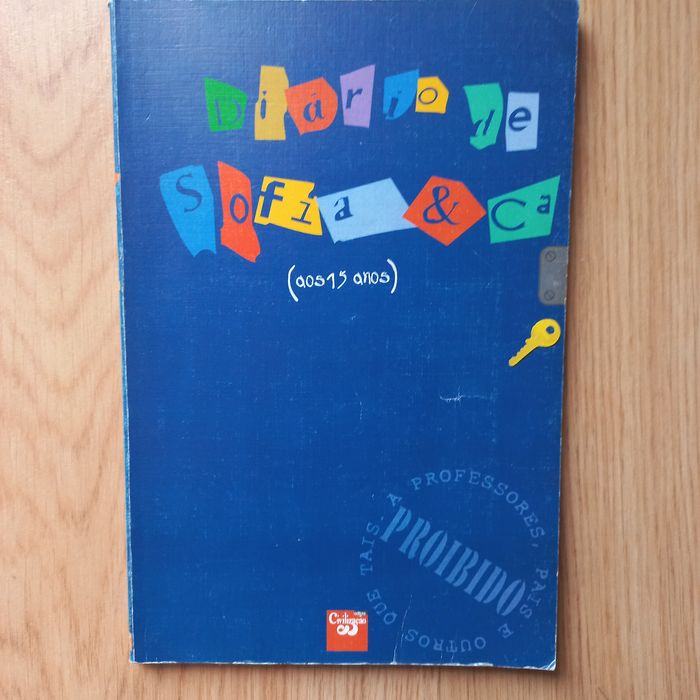 Diário de
Sofia & Cª
(aos 15 anos)
PROIBIDO
A PROFESSORES, PAIS E OUTROS QUE TAIS
Civilização